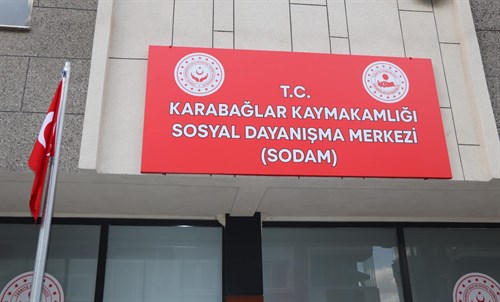 T.C.
KARABAĞLAR KAYMAKAMLIĞI
SOSYAL DAYANIŞMA MERKEZİ
(SODAM)